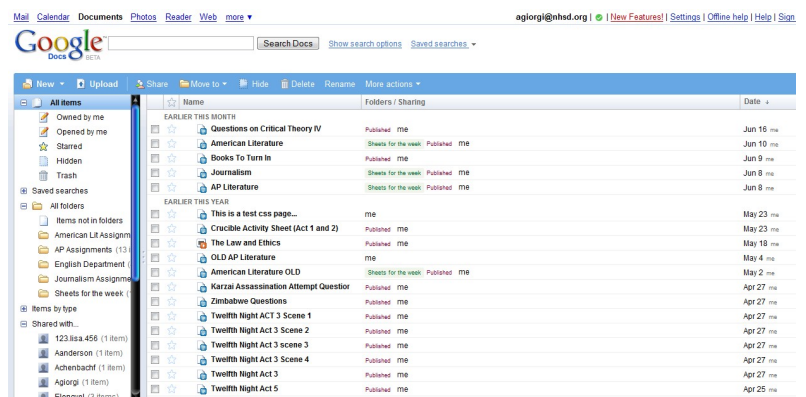 Mail Calendar Documents Photos Reader Web more ▼ agiorgi@nhsd.org | New Features! | Settings | Offline help | Help | Sign
Google Docs BETA Search Docs Show search options Saved searches
New Upload Share Move to Hide Delete Rename More actions
All items Name Folders / Sharing Date
Owned by me
Opened by me
Starred
Hidden
Trash
Saved searches
All folders
Items not in folders
American Lit Assignm
AP Assignments (13
English Department (
Journalism Assignme
Sheets for the week (
Items by type
Shared with...
123.lisa.456 (1 item)
Aanderson (1 item)
Achenbachf (1 item)
Agiorgi (1 item)
EARLIER THIS MONTH
Questions on Critical Theory IV Published me Jun 16 me
American Literature Sheets for the week Published me Jun 10 me
Books To Turn In Published me Jun 9 me
Journalism Sheets for the week Published me Jun 8 me
AP Literature Sheets for the week Published me Jun 8 me
EARLIER THIS YEAR
This is a test css page... me May 23 me
Crucible Activity Sheet (Act 1 and 2) Published me May 23 me
The Law and Ethics Published me May 18 me
OLD AP Literature me May 4 me
American Literature OLD Sheets for the week Published me May 2 me
Karzai Assassination Attempt Question Published me Apr 27 me
Zimbabwe Questions Published me Apr 27 me
Twelfth Night ACT 3 Scene 1 Published me Apr 27 me
Twelfth Night Act 3 Scene 2 Published me Apr 27 me
Twelfth Night Act 3 scene 3 Published me Apr 27 me
Twelfth Night Act 3 Scene 4 Published me Apr 27 me
Twelfth Night Act 3 Published me Apr 27 me
Twelfth Night Act 5 Published me Apr 25 me